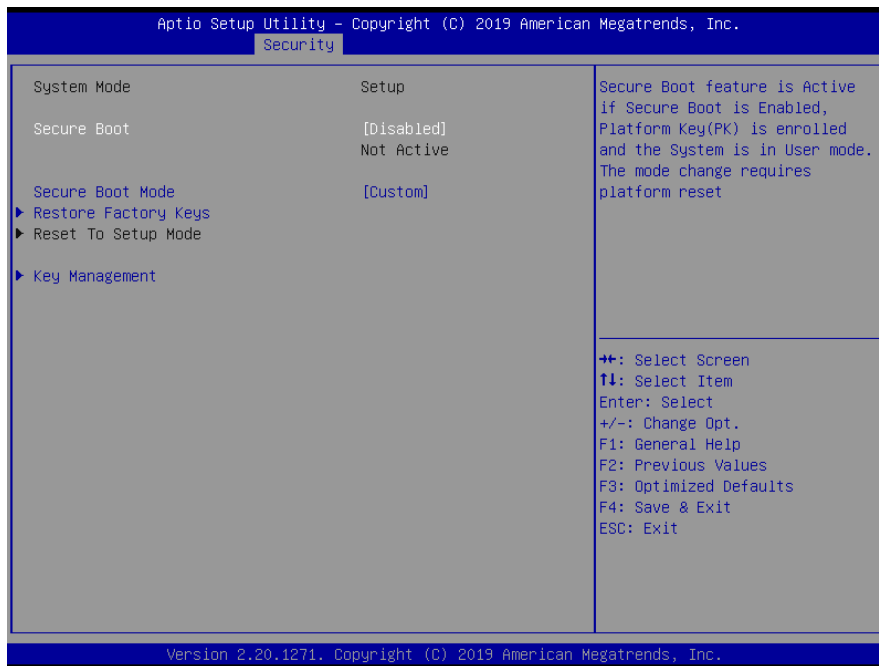 Aptio Setup Utility – Copyright (C) 2019 American Megatrends, Inc.
Security
System Mode Setup
Secure Boot [Disabled]
Not Active
Secure Boot Mode [Custom]
Restore Factory Keys
Reset To Setup Mode
Key Management
Secure Boot feature is Active
if Secure Boot is Enabled,
Platform Key(PK) is enrolled
and the System is in User mode.
The mode change requires
platform reset
→←: Select Screen
↑↓: Select Item
Enter: Select
+/-: Change Opt.
F1: General Help
F2: Previous Values
F3: Optimized Defaults
F4: Save & Exit
ESC: Exit
Version 2.20.1271. Copyright (C) 2019 American Megatrends, Inc.